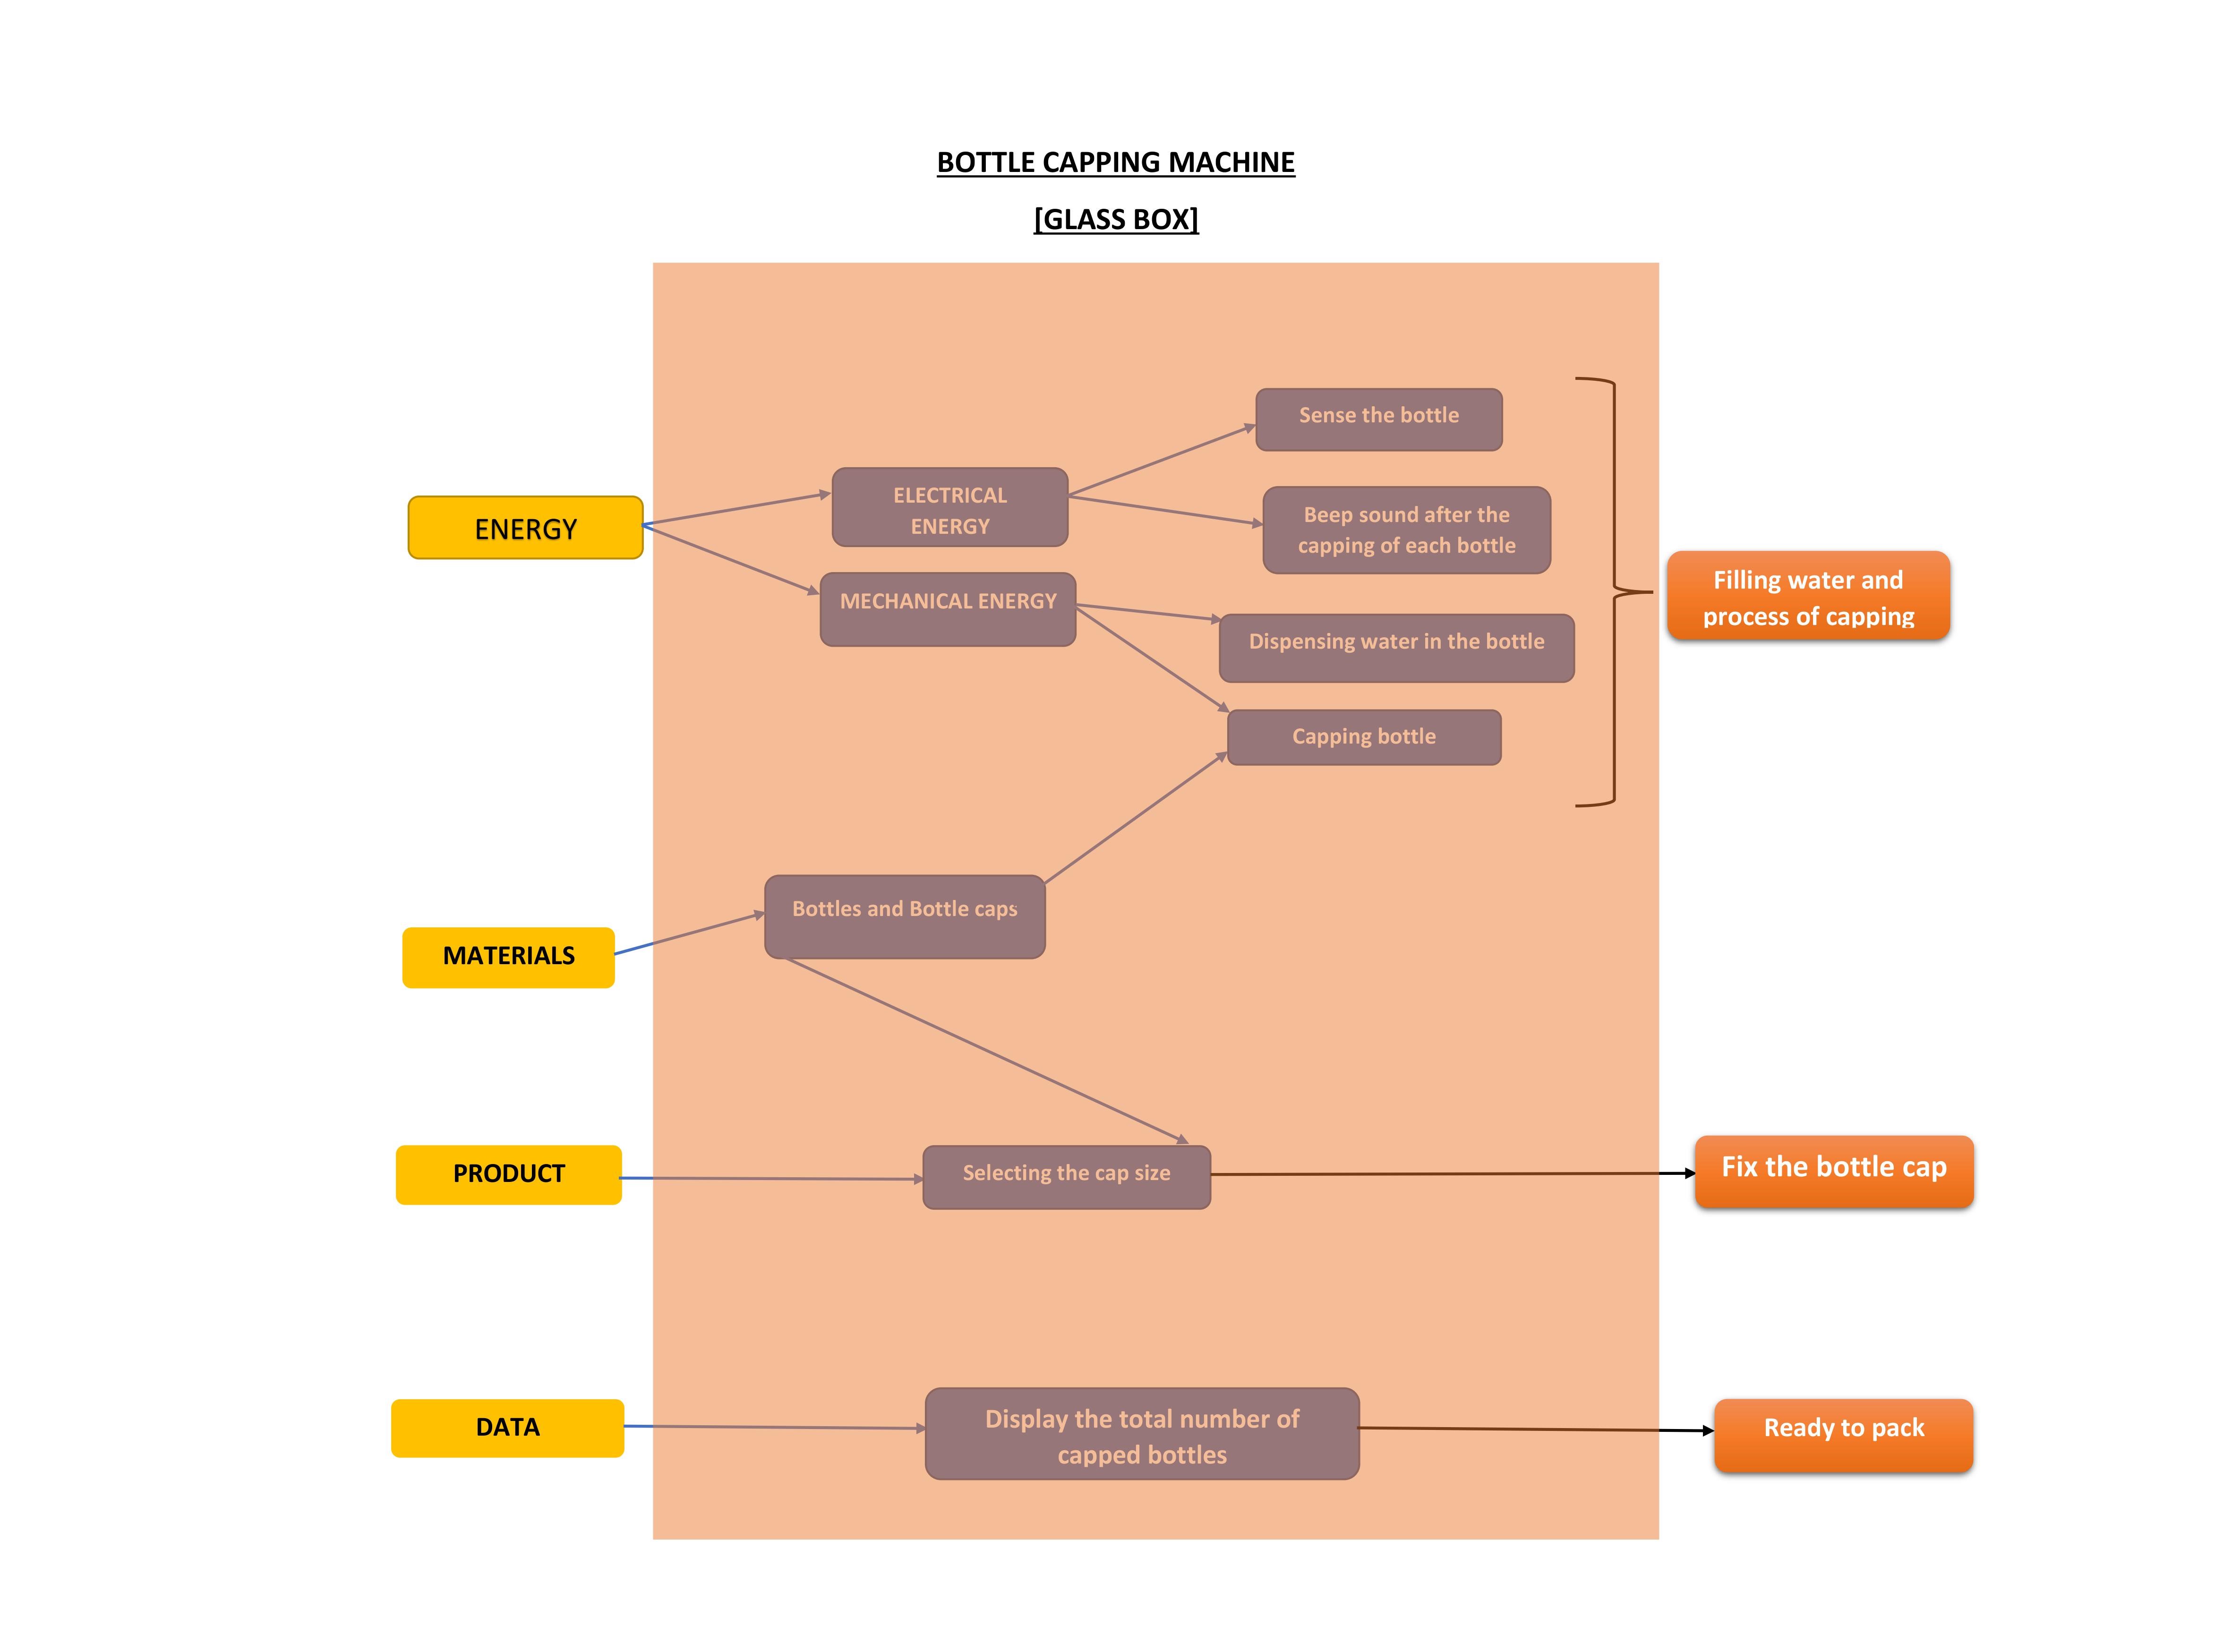 BOTTLE CAPPING MACHINE
[GLASS BOX]
Sense the bottle
ELECTRICAL
ENERGY
ENERGY
Beep sound after the
capping of each bottle
MECHANICAL ENERGY
Filling water and
process of capping
Dispensing water in the bottle
Capping bottle
Bottles and Bottle caps
MATERIALS
PRODUCT
Selecting the cap size
Fix the bottle cap
DATA
Display the total number of
capped bottles
Ready to pack